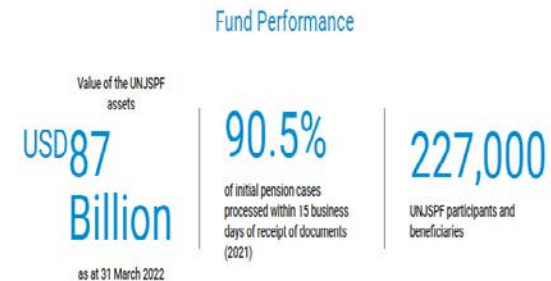 Fund Performance
Value of the UNJSPF
assets
USD87
Billion
as at 31 March 2022
90.5%
of initial pension cases
processed within 15 business
days of receipt of documents
(2021)
227,000
UNJSPF participants and
beneficiaries